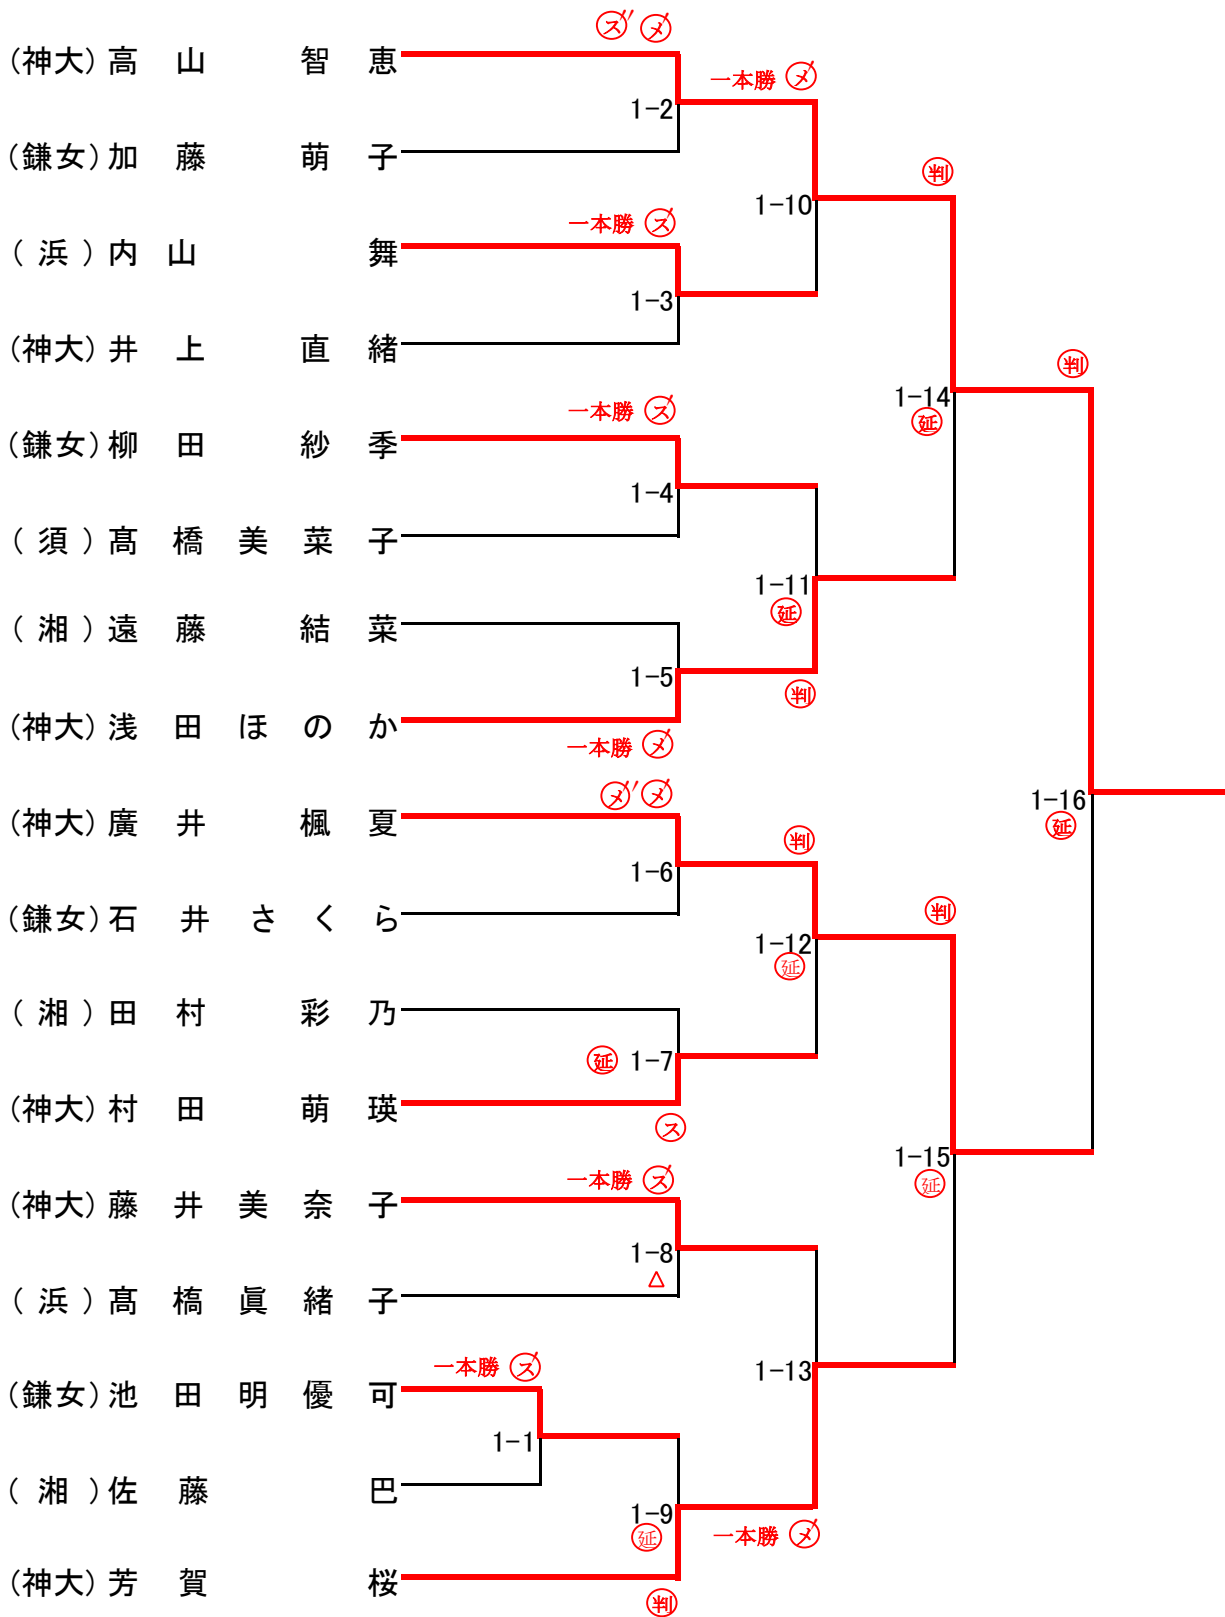 ズ メ
(神大)高山智恵
一本勝 メ
1-2
(鎌女)加藤萌子
判
1-10
一本勝 ズ
(浜)内山舞
1-3
(神大)井上直緒
判
1-14
延
一本勝 ズ
(鎌女)柳田紗季
1-4
(須)髙橋美菜子
1-11
延
(湘)遠藤結菜
1-5
判
(神大)浅田ほのか
一本勝 メ
メ メ
(神大)廣井楓夏
1-16
延
判
1-6
(鎌女)石井さくら
判
1-12
延
(湘)田村彩乃
延 1-7
(神大)村田萌瑛
ス
1-15
延
一本勝 ズ
(神大)藤井美奈子
1-8
△
(浜)髙橋眞緒子
一本勝 ズ
1-13
(鎌女)池田明優可
1-1
(湘)佐藤巴
1-9
延
一本勝 メ
(神大)芳賀桜
判